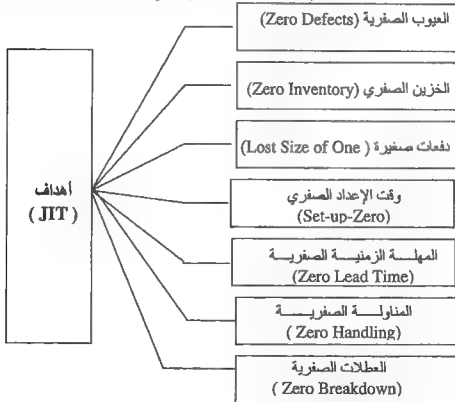 العيوب الصفرية (Zero Defects)
الخزين الصفري (Zero Inventory)
دفعات صغيرة (Lost Size of One )
وقت الإعداد الصفري
(Set-up-Zero)
المهلة الزمنية الصفرية
(Zero Lead Time)
المناولة الصفرية
( Zero Handling)
العطلات الصفرية
( Zero Breakdown)
أهداف
( JIT )